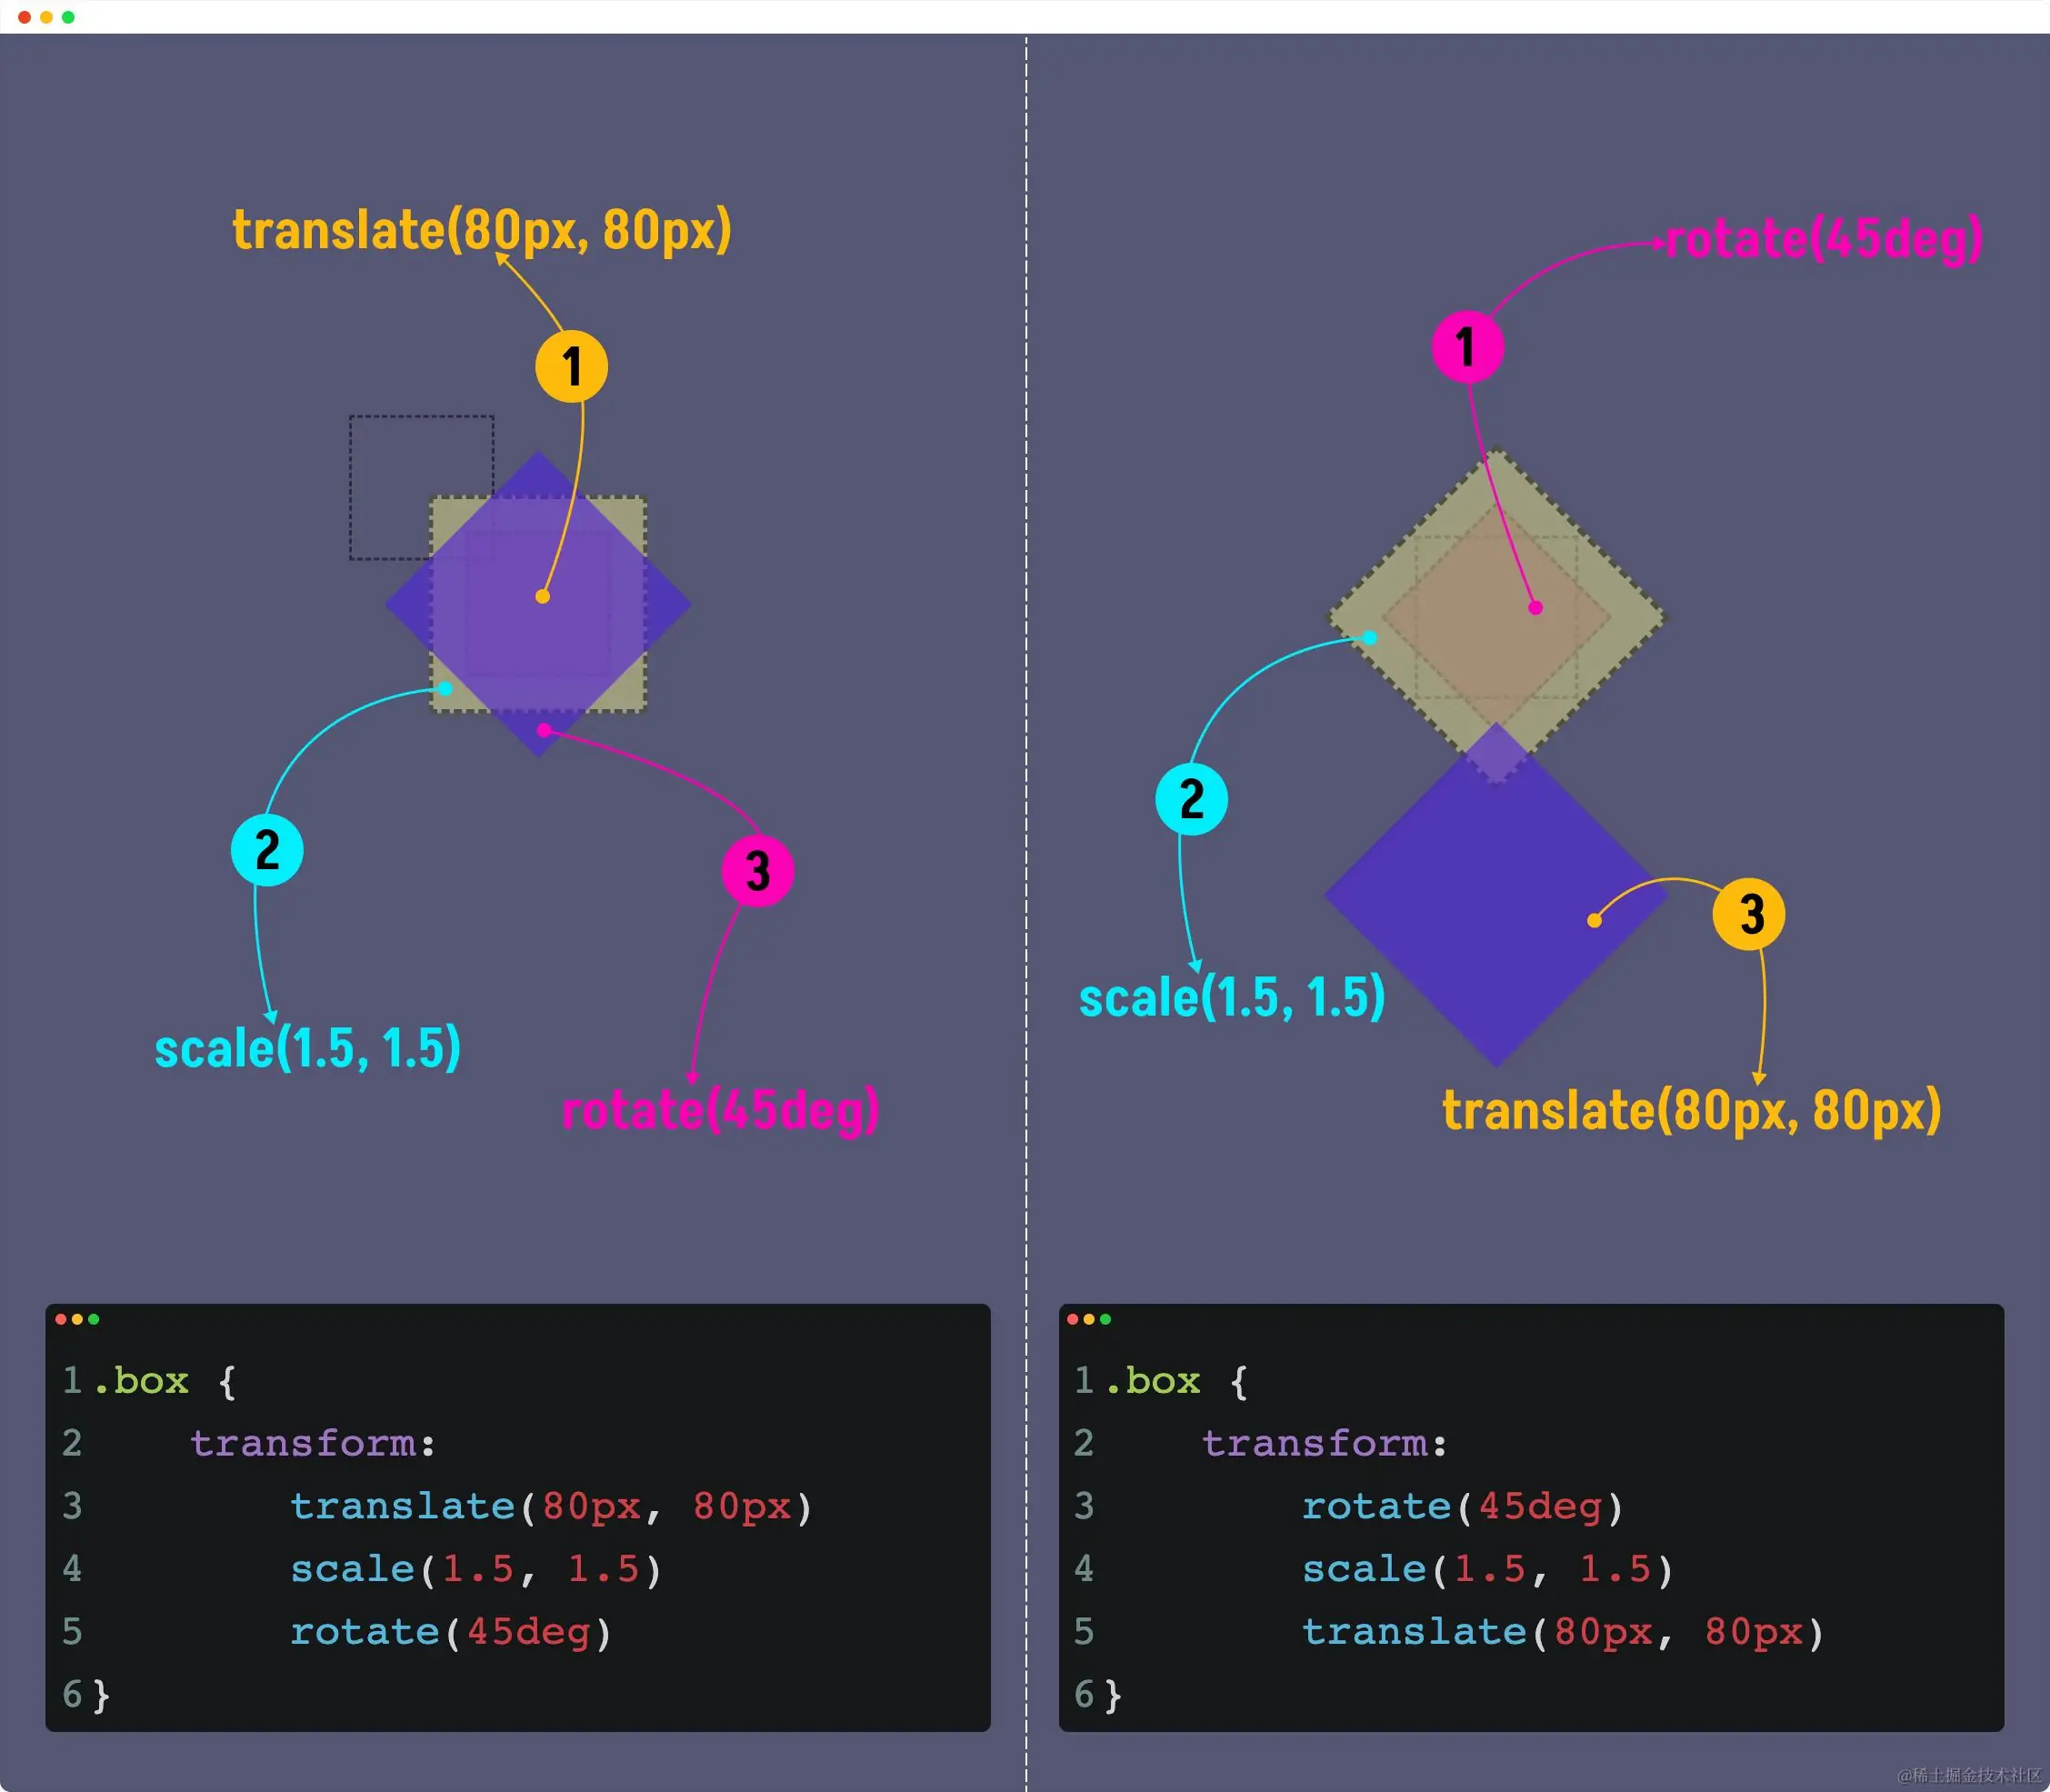 translate(80px, 80px)
1
2
3
scale(1.5, 1.5)
rotate(45deg)
rotate(45deg)
1
2
3
scale(1.5, 1.5)
translate(80px, 80px)
1 .box {
2 transform:
3 translate(80px, 80px)
4 scale(1.5, 1.5)
5 rotate(45deg)
6 }
1 .box {
2 transform:
3 rotate(45deg)
4 scale(1.5, 1.5)
5 translate(80px, 80px)
6 }
@稀土掘金技术社区